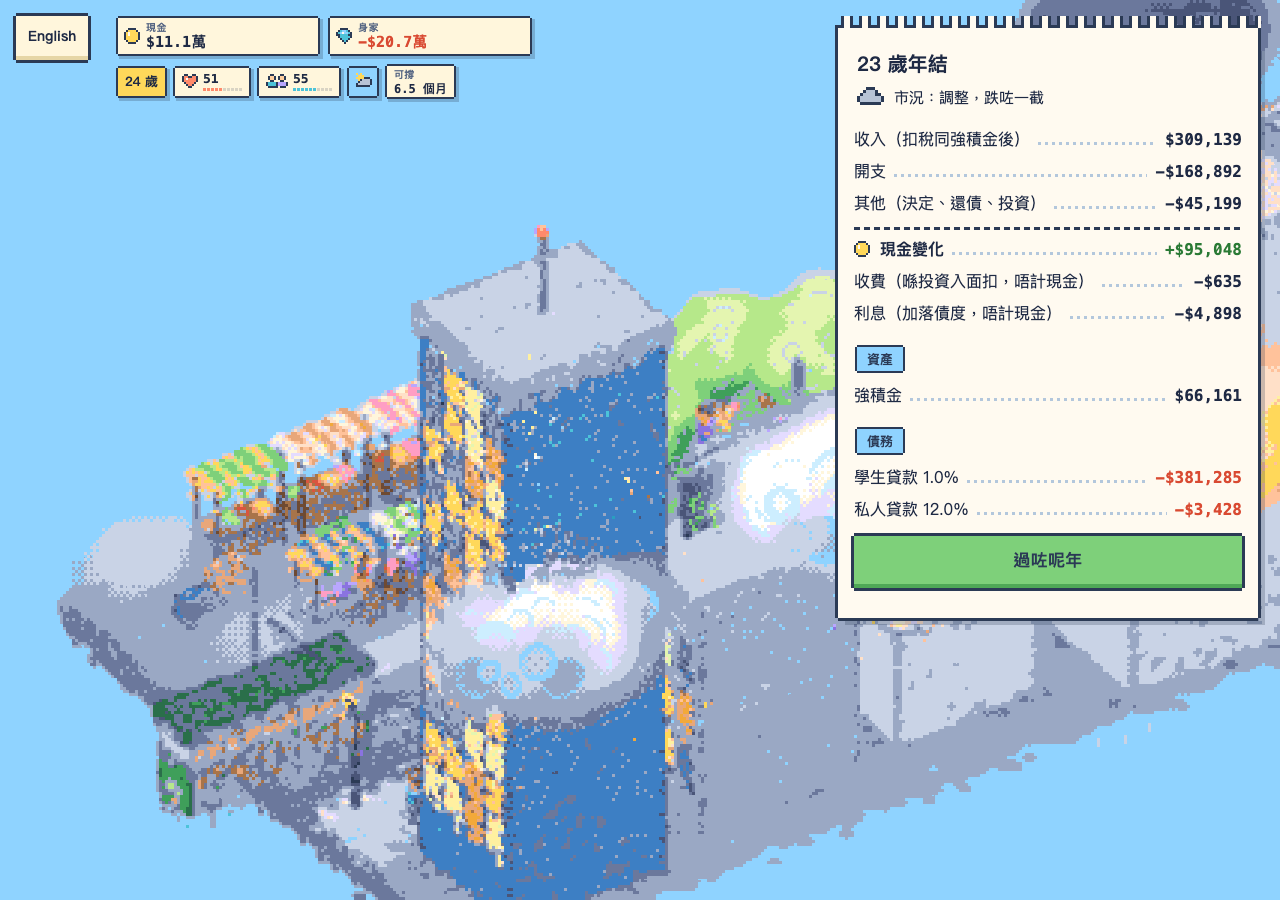 English
現金
$11.1萬
身家
−$20.7萬
24 歲
51
55
可撐
6.5 個月
23 歲年結
市況：調整，跌咗一截
收入（扣稅同強積金後） $309,139
開支 −$168,892
其他（決定、還債、投資） −$45,199
現金變化 +$95,048
收費（喺投資入面扣，唔計現金） −$635
利息（加落債度，唔計現金） −$4,898
資產
強積金 $66,161
債務
學生貸款 1.0% −$381,285
私人貸款 12.0% −$3,428
過咗呢年